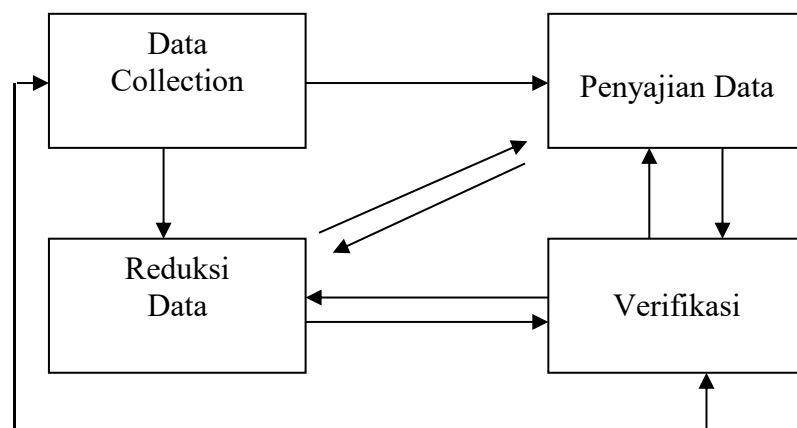 Data
Collection
Penyajian Data
Reduksi
Data
Verifikasi